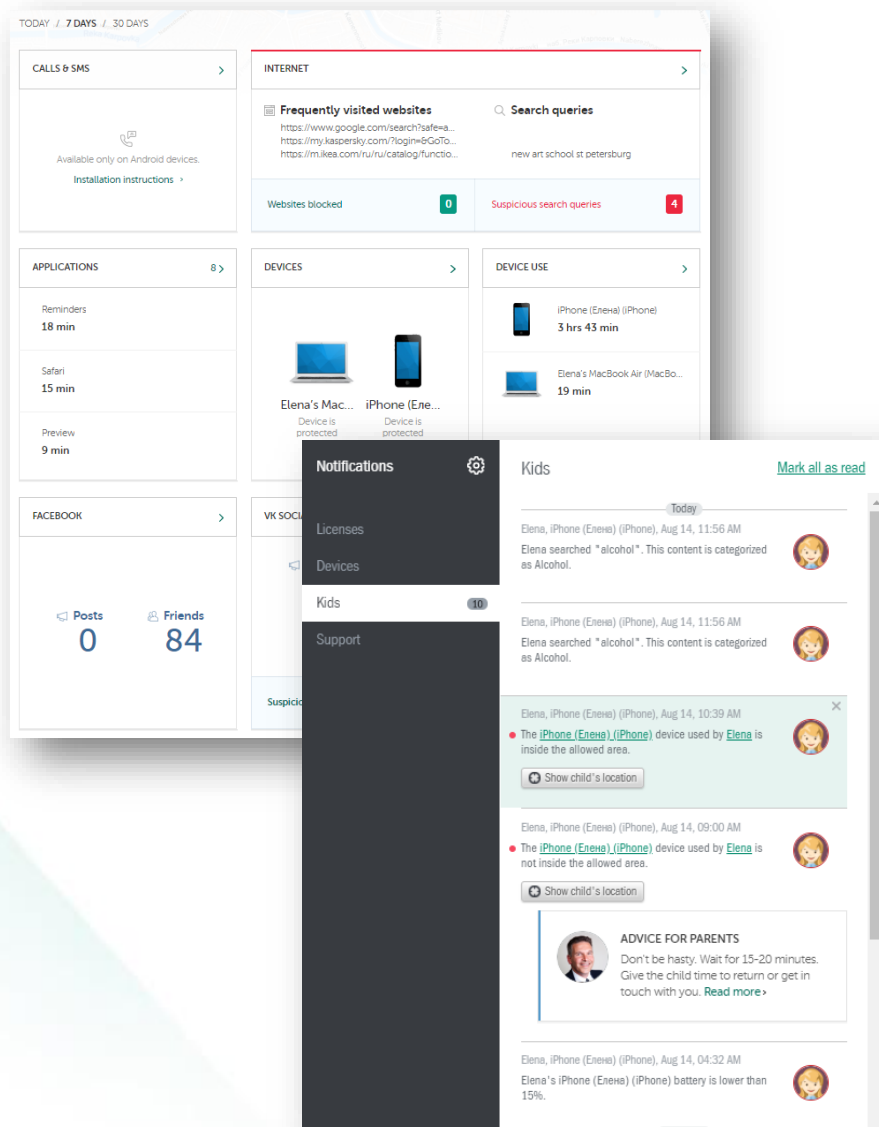 TODAY / 7 DAYS / 30 DAYS
CALLS & SMS
Available only on Android devices.
Installation instructions
INTERNET
Frequently visited websites
https://www.google.com/search?safe=a...
https://my.kaspersky.com/?login=&GoTo...
https://m.ikea.com/ru/ru/catalog/functio...
Search queries
new art school st petersburg
Websites blocked
0
Suspicious search queries
4
APPLICATIONS
8
Reminders
18 min
Safari
15 min
Preview
9 min
DEVICES
Elena's Mac...
Device is
protected
iPhone (Еле...
Device is
protected
DEVICE USE
iPhone (Елена) (iPhone)
3 hrs 43 min
Elena's MacBook Air (MacBo...
19 min
FACEBOOK
Posts
0
Friends
84
VK SOCI
Suspicio
Notifications
Licenses
Devices
Kids
10
Support
Kids
Mark all as read
Today
Elena, iPhone (Елена) (iPhone), Aug 14, 11:56 AM
Elena searched "alcohol". This content is categorized
as Alcohol.
Elena, iPhone (Елена) (iPhone), Aug 14, 11:56 AM
Elena searched "alcohol". This content is categorized
as Alcohol.
Elena, iPhone (Елена) (iPhone), Aug 14, 10:39 AM
The iPhone (Елена) (iPhone) device used by Elena is
inside the allowed area.
Show child's location
Elena, iPhone (Елена) (iPhone), Aug 14, 09:00 AM
The iPhone (Елена) (iPhone) device used by Elena is
not inside the allowed area.
Show child's location
ADVICE FOR PARENTS
Don't be hasty. Wait for 15-20 minutes.
Give the child time to return or get in
touch with you. Read more
Elena, iPhone (Елена) (iPhone), Aug 14, 04:32 AM
Elena's iPhone (Елена) (iPhone) battery is lower than
15%.